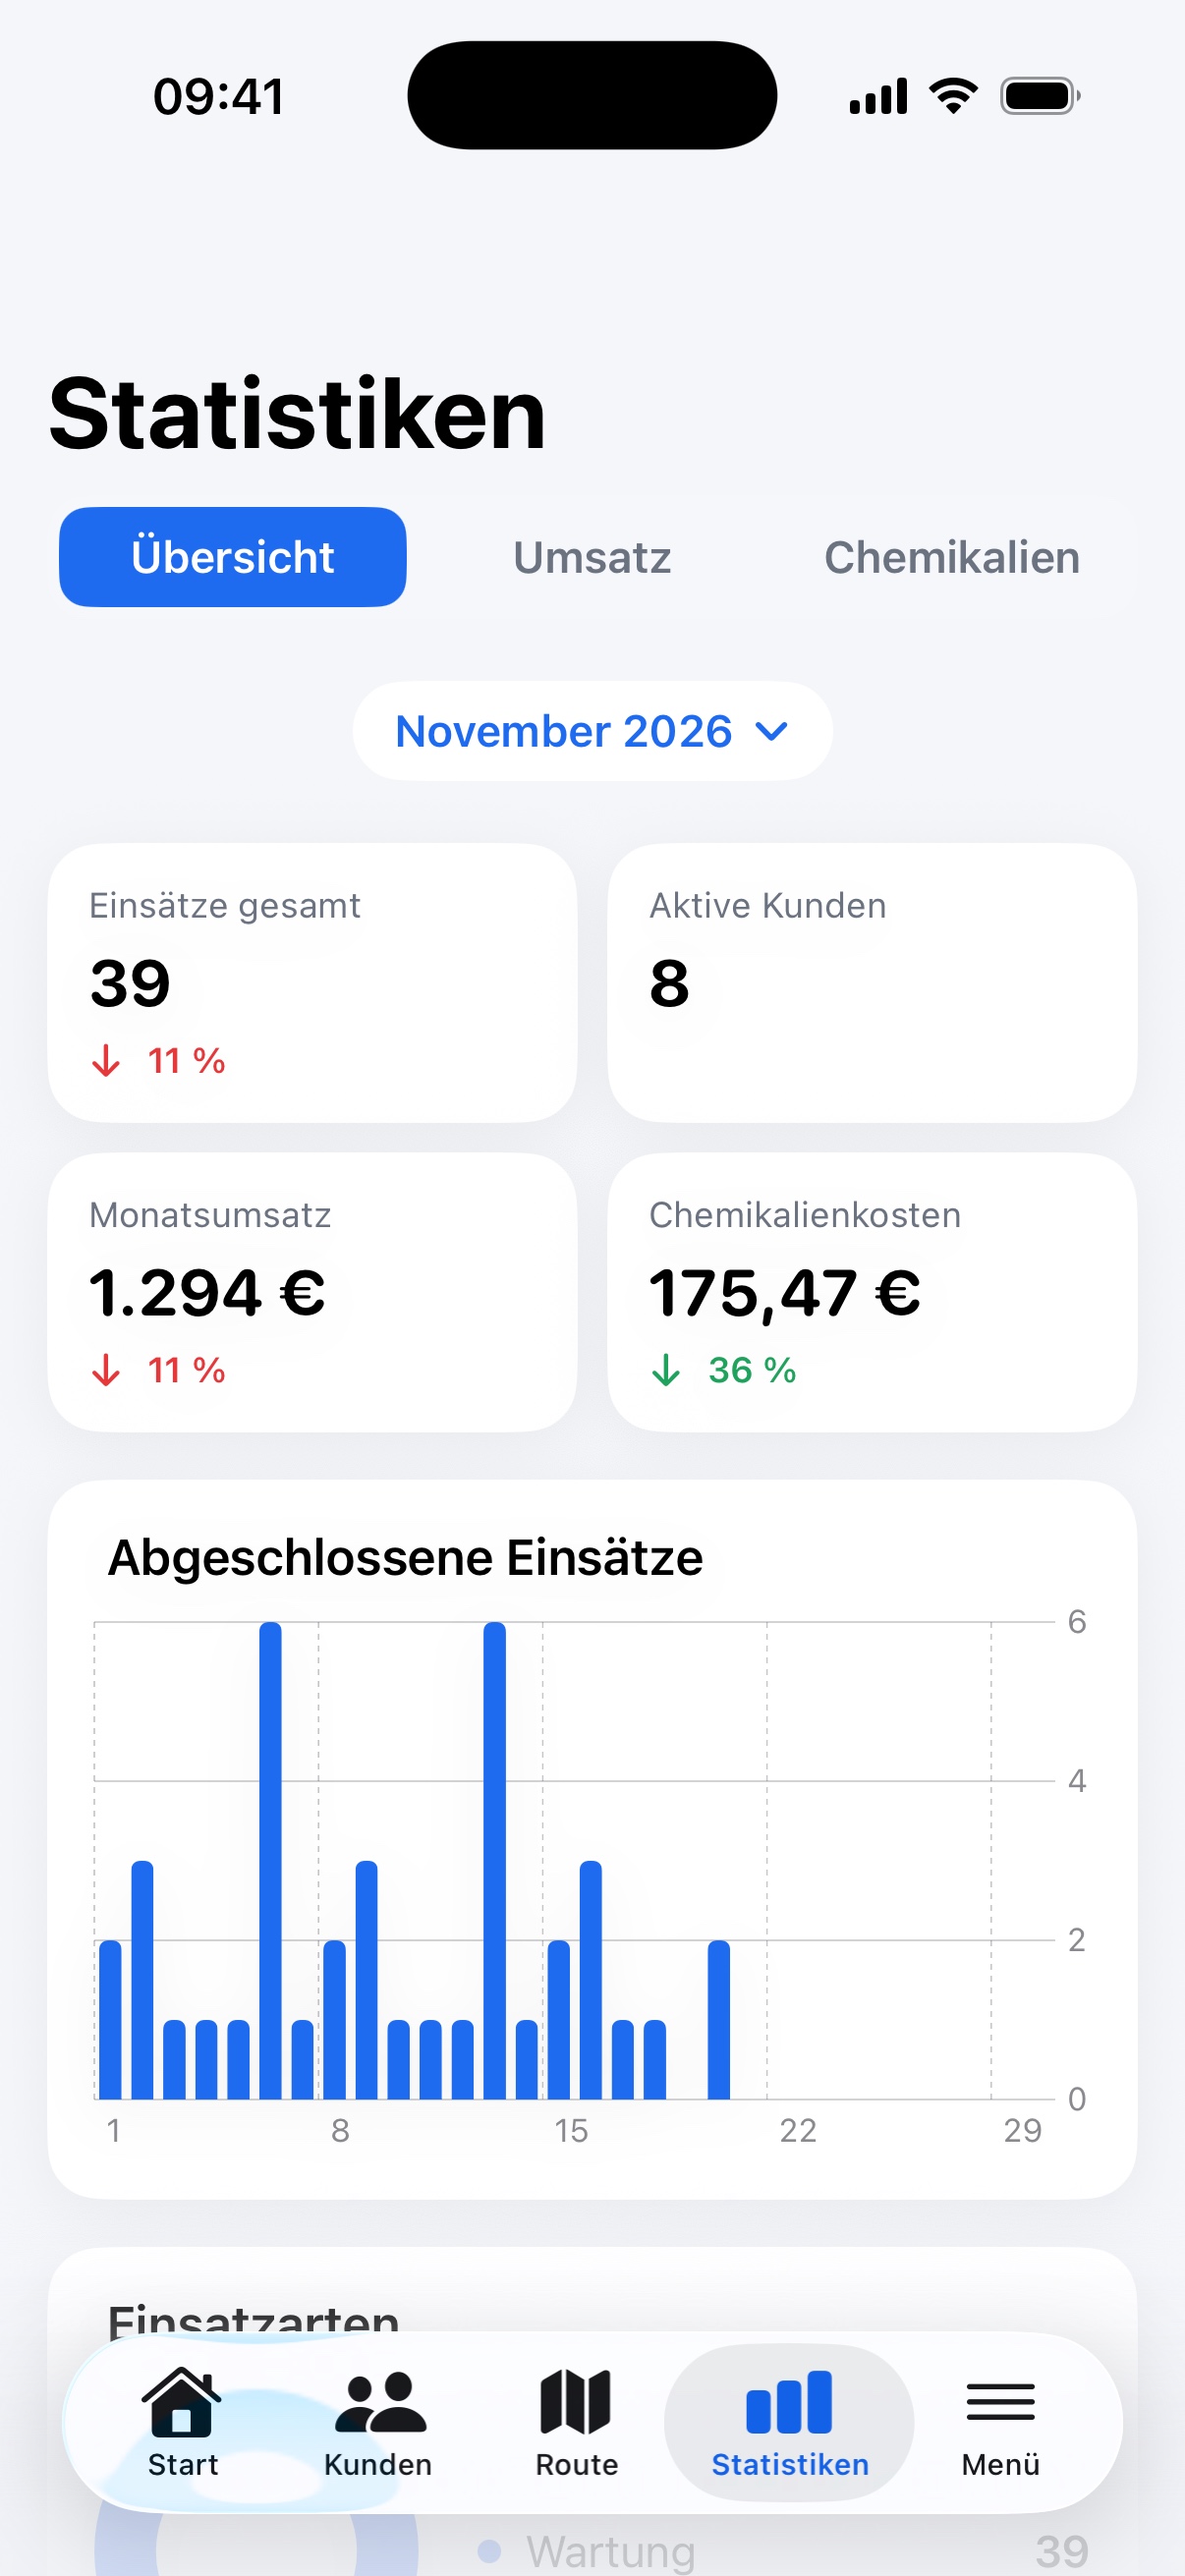 09:41
Statistiken
Übersicht Umsatz Chemikalien
November 2026
Einsätze gesamt
39
↓ 11 %
Aktive Kunden
8
Monatsumsatz
1.294 €
↓ 11 %
Chemikalienkosten
175,47 €
↓ 36 %
Abgeschlossene Einsätze
6
4
2
0
1 8 15 22 29
Einsatzarten
Start Kunden Route Statistiken Menü
Wartung 39